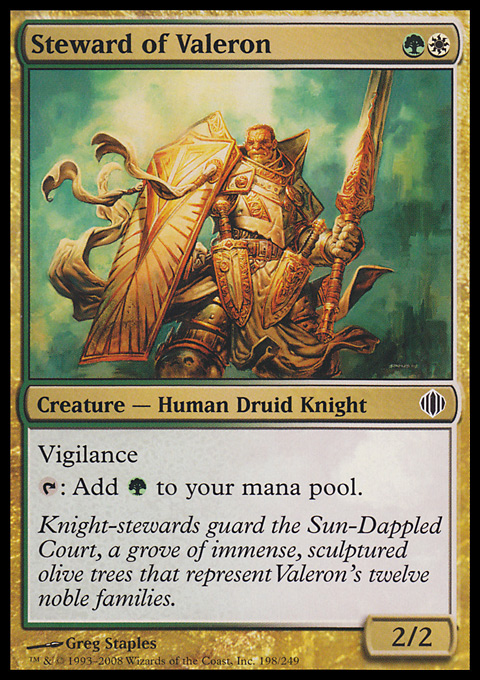 Steward of Valeron
Creature — Human Druid Knight
Vigilance
: Add to your mana pool.
Knight-stewards guard the Sun-Dappled
Court, a grove of immense, sculptured
olive trees that represent Valeron's twelve
noble families.
2/2
Greg Staples
™ & © 1993–2008 Wizards of the Coast, Inc. 198/249